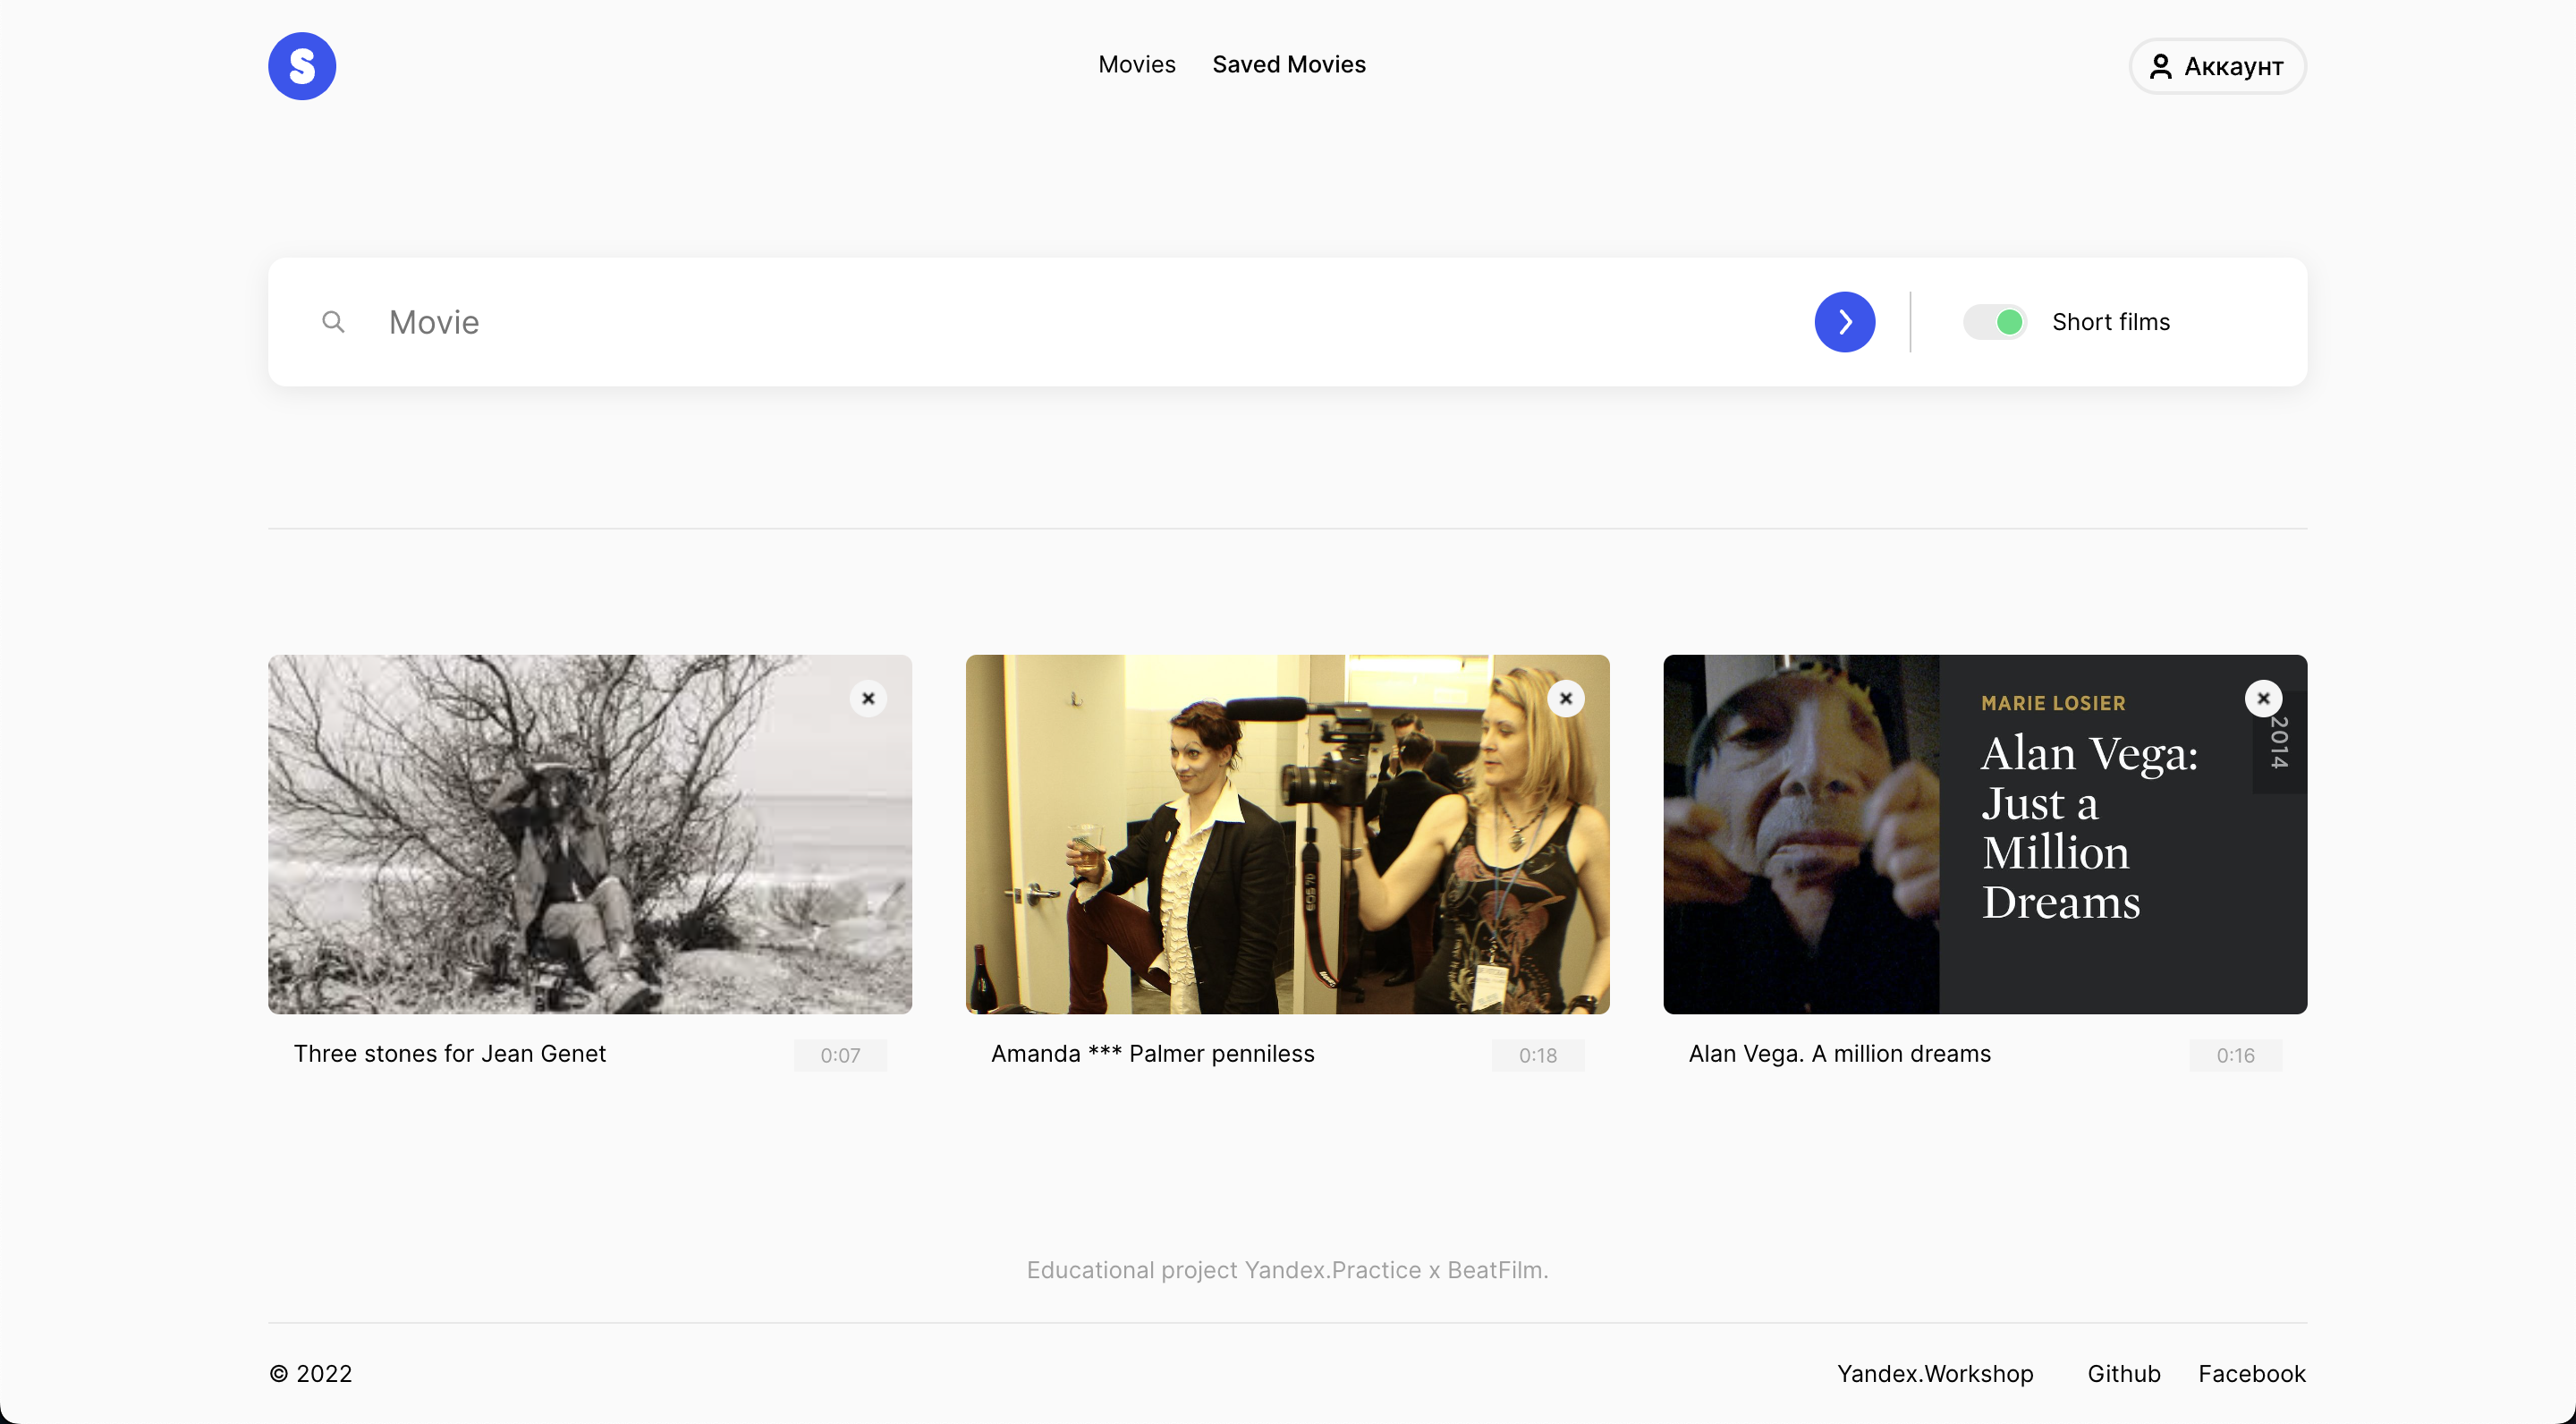 S
Movies Saved Movies Аккаунт
Movie Short films
MARIE LOSIER
Alan Vega:
Just a
Million
Dreams
2014
EOS 7D
Three stones for Jean Genet 0:07
Amanda *** Palmer penniless 0:18
Alan Vega. A million dreams 0:16
Educational project Yandex.Practice x BeatFilm.
© 2022 Yandex.Workshop Github Facebook